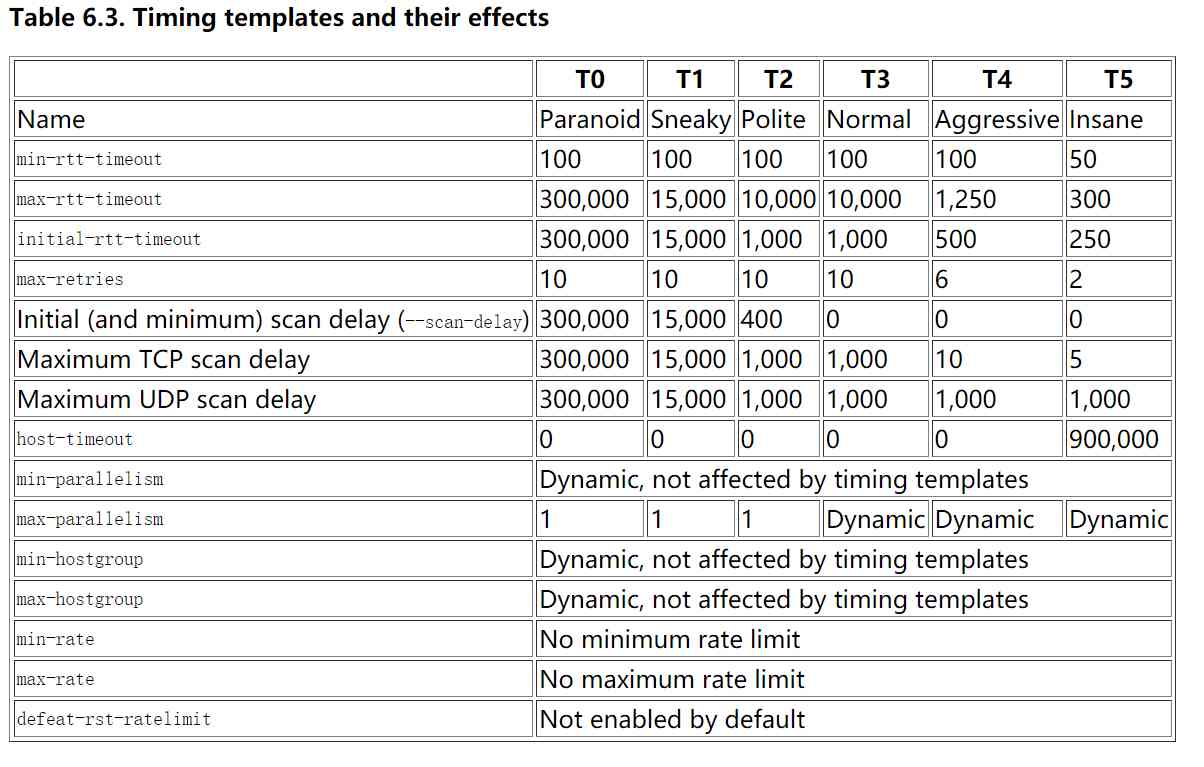 Table 6.3. Timing templates and their effects
T0 T1 T2 T3 T4 T5
Name Paranoid Sneaky Polite Normal Aggressive Insane
min-rtt-timeout 100 100 100 100 100 50
max-rtt-timeout 300,000 15,000 10,000 10,000 1,250 300
initial-rtt-timeout 300,000 15,000 1,000 1,000 500 250
max-retries 10 10 10 10 6 2
Initial (and minimum) scan delay (--scan-delay) 300,000 15,000 400 0 0 0
Maximum TCP scan delay 300,000 15,000 1,000 1,000 10 5
Maximum UDP scan delay 300,000 15,000 1,000 1,000 1,000 1,000
host-timeout 0 0 0 0 0 900,000
min-parallelism Dynamic, not affected by timing templates
max-parallelism 1 1 1 Dynamic Dynamic Dynamic
min-hostgroup Dynamic, not affected by timing templates
max-hostgroup Dynamic, not affected by timing templates
min-rate No minimum rate limit
max-rate No maximum rate limit
defeat-rst-ratelimit Not enabled by default